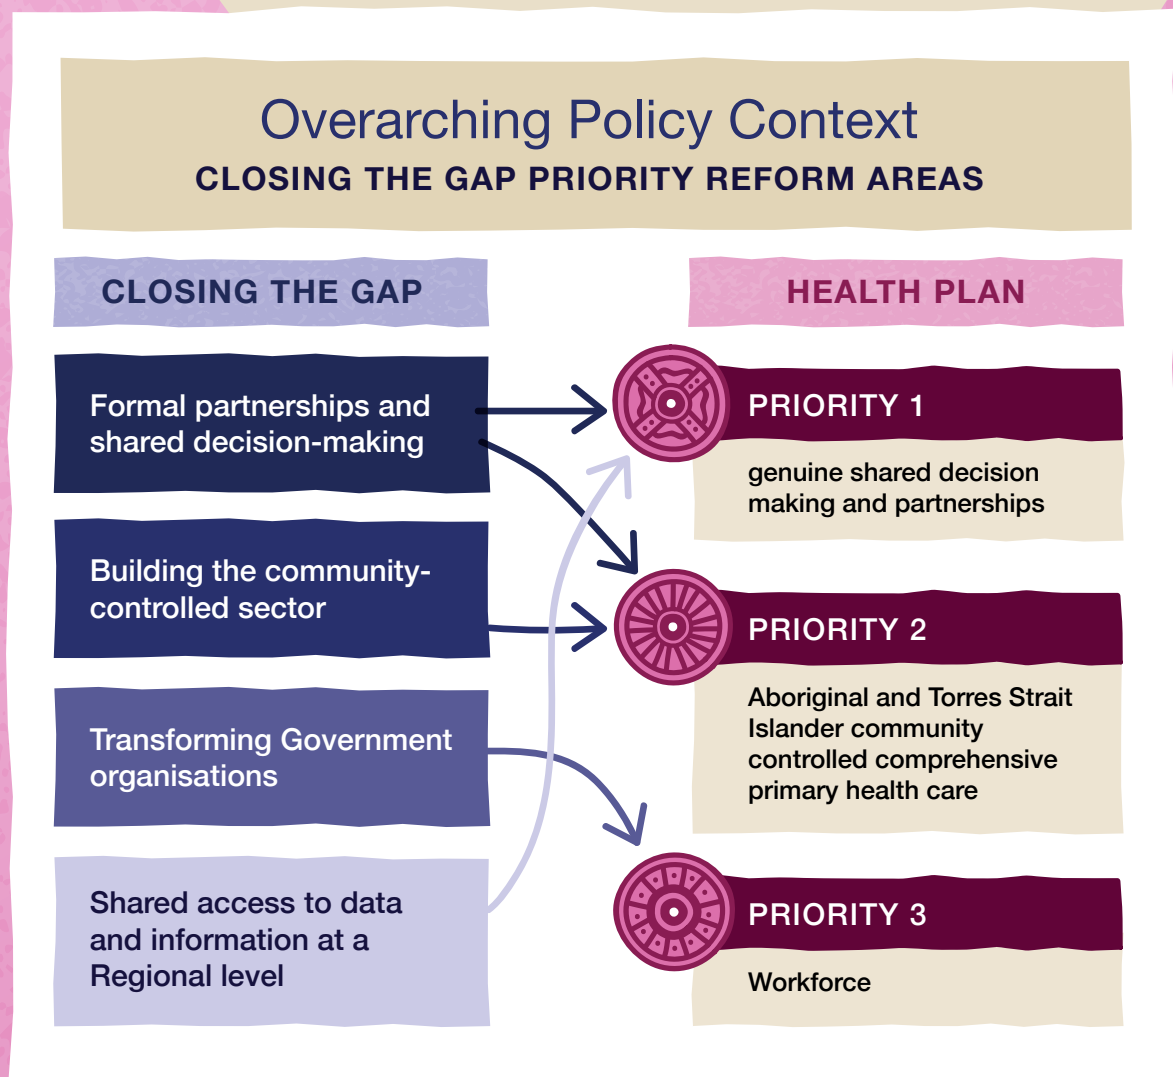 Overarching Policy Context
CLOSING THE GAP PRIORITY REFORM AREAS
CLOSING THE GAP
Formal partnerships and
shared decision-making
Building the community-
controlled sector
Transforming Government
organisations
Shared access to data
and information at a
Regional level
HEALTH PLAN
PRIORITY 1
genuine shared decision
making and partnerships
PRIORITY 2
Aboriginal and Torres Strait
Islander community
controlled comprehensive
primary health care
PRIORITY 3
Workforce